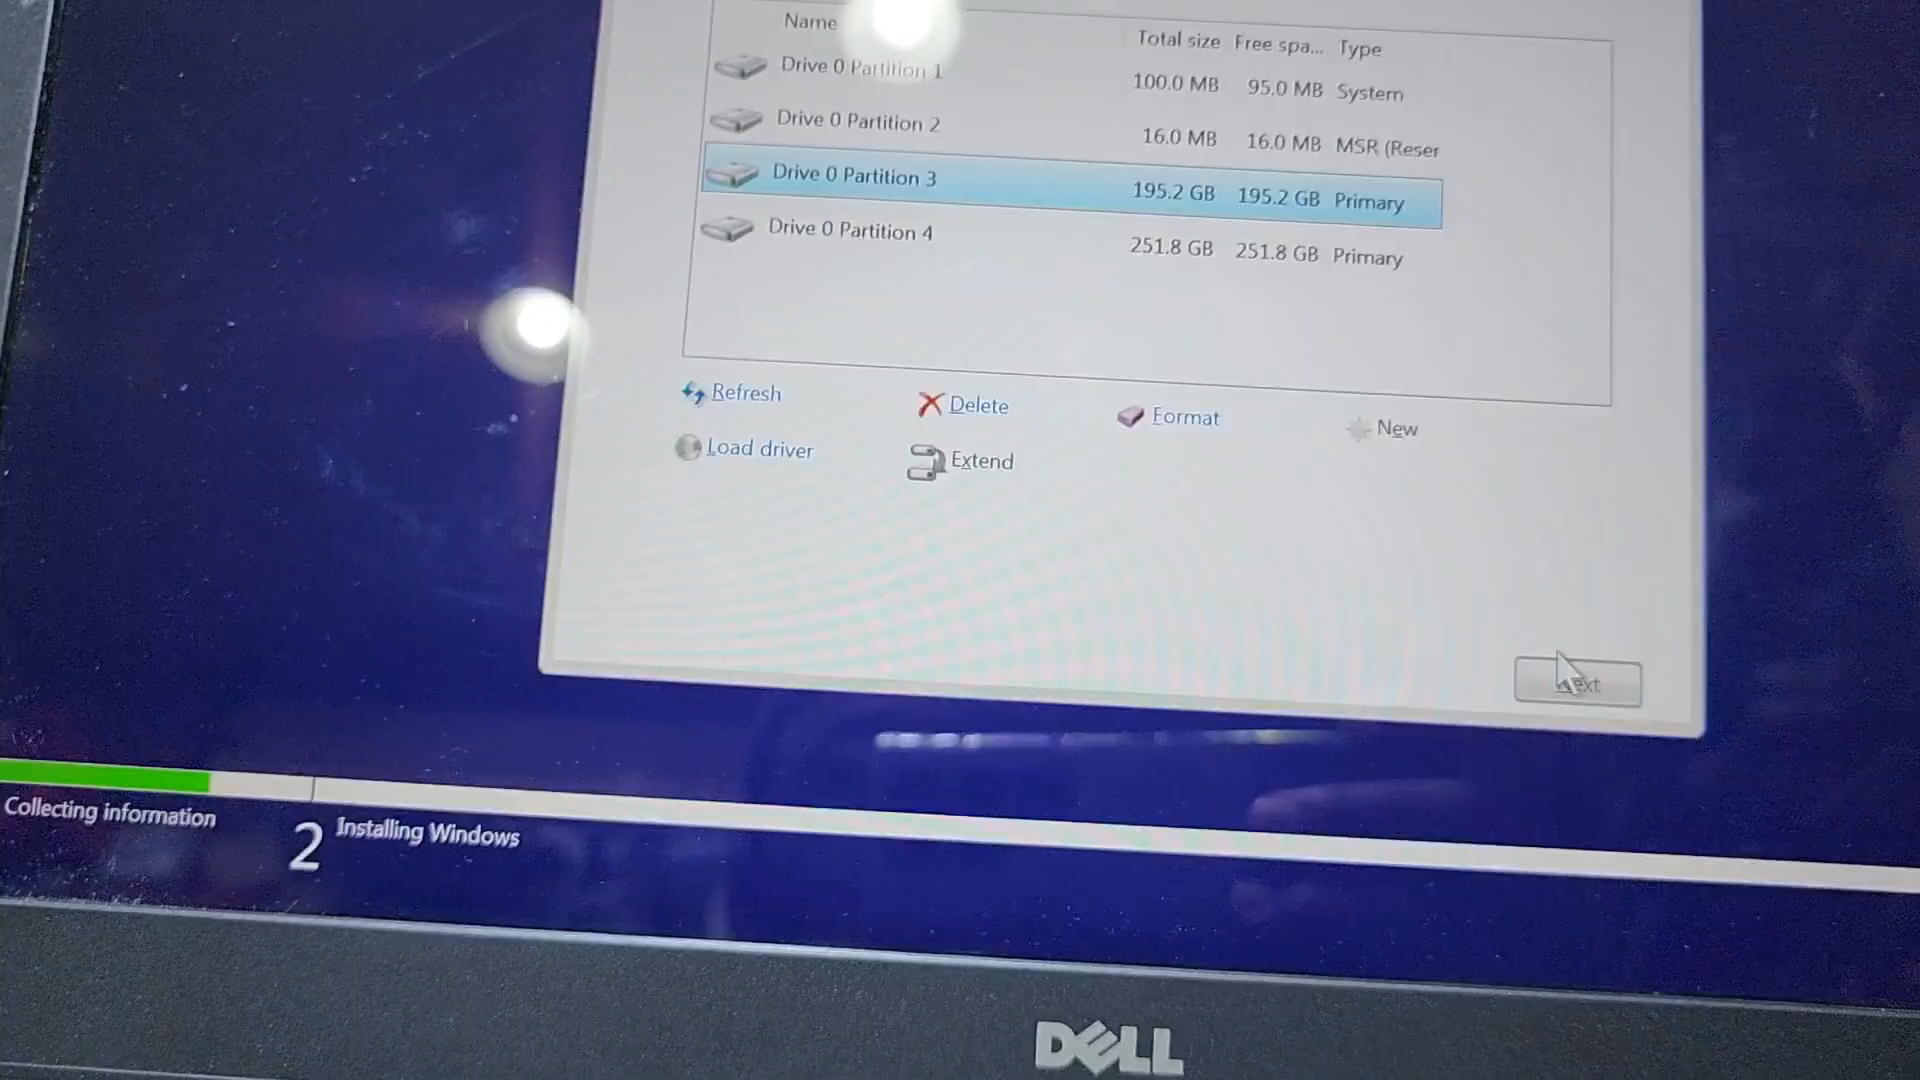 Name Total size Free spa... Type
Drive 0 Partition 1 100.0 MB 95.0 MB System
Drive 0 Partition 2 16.0 MB 16.0 MB MSR (Reser
Drive 0 Partition 3 195.2 GB 195.2 GB Primary
Drive 0 Partition 4 251.8 GB 251.8 GB Primary
Refresh Delete Format New
Load driver Extend
Next
Collecting information 2 Installing Windows
DELL